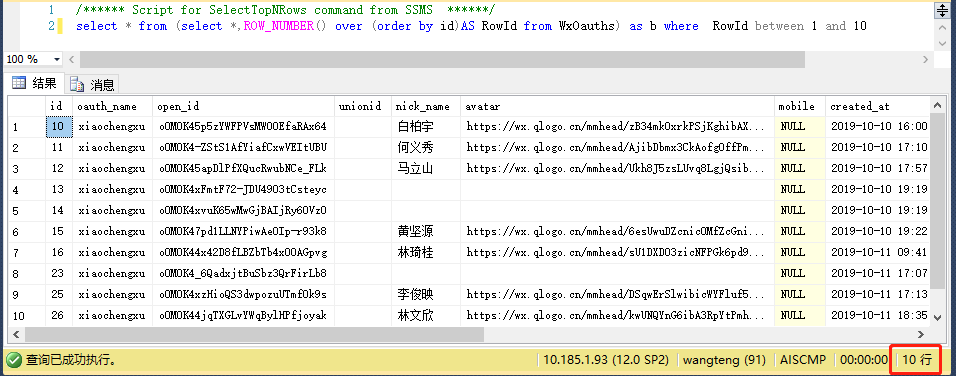 /****** Script for SelectTopNRows command from SSMS  ******/
select * from (select *,ROW_NUMBER() over (order by id)AS RowId from WxOauths) as b where  RowId between 1 and 10
100 %
结果 消息
id oauth_name open_id unionid nick_name avatar mobile created_at
1 10 xiaochengxu oOMOK45p5zYWFPVsMWOOEfaRAx64 白柏宇 https://wx.qlogo.cn/mmhead/zB34mkOxrkPSjKghibAX... NULL 2019-10-10 16:00
2 11 xiaochengxu oOMOK4-ZStS1AfYiafCxwVEItUBU 何义秀 https://wx.qlogo.cn/mmhead/AjibDbmx3CkAofgOffPm... NULL 2019-10-10 17:10
3 12 xiaochengxu oOMOK45apDlPfXQucRwubNCe_FLk 马立山 https://wx.qlogo.cn/mmhead/Ukh8J5zsLUvq8LgjQsib... NULL 2019-10-10 17:57
4 13 xiaochengxu oOMOK4xFmtF72-JDU49O3tCsteyc NULL 2019-10-10 19:19
5 14 xiaochengxu oOMOK4xvuK65wMwGjBAIjRy6OVzO NULL 2019-10-10 19:19
6 15 xiaochengxu oOMOK47pd1LLNYPiwAeOIp-r93k8 黄坚源 https://wx.qlogo.cn/mmhead/6esUwuDZcnicOMfZcGni... NULL 2019-10-10 19:22
7 16 xiaochengxu oOMOK44x42D8fLBZbTb4xOOAGpvg 林琦桂 https://wx.qlogo.cn/mmhead/sU1DXDO3zicNFPGk6pd9... NULL 2019-10-11 09:41
8 23 xiaochengxu oOMOK4_6QadxjtBuSbz3QrFirLb8 NULL 2019-10-11 17:07
9 25 xiaochengxu oOMOK4xzHioQS3dwpozuUTmfOk9s 李俊映 https://wx.qlogo.cn/mmhead/DSqwErSlwibicWYFluf5... NULL 2019-10-11 17:13
10 26 xiaochengxu oOMOK44jqTXGLvYWqBylHPfjoyak 林文欣 https://wx.qlogo.cn/mmhead/kwUNQYnG6ibA3RpYtPmh... NULL 2019-10-11 18:35
查询已成功执行。 10.185.1.93 (12.0 SP2) wangteng (91) AISCMP 00:00:00 10 行